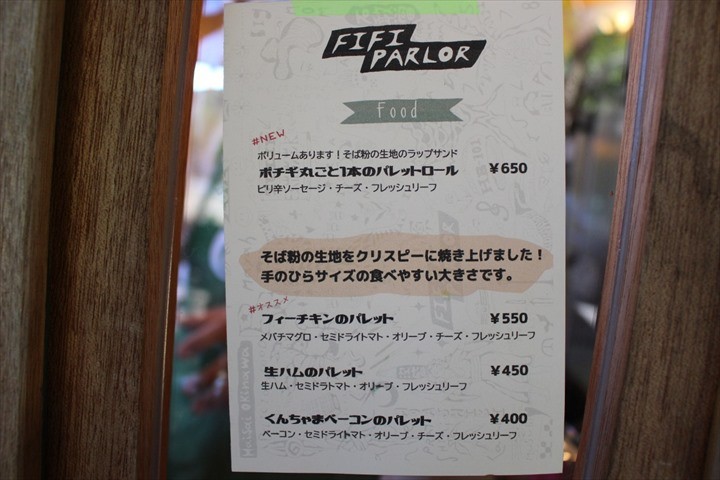 FIFI
PARLOR
Food
#NEW
ボリュームあります！そば粉の生地のラップサンド
ポチギ丸ごと1本のパレットロール ¥650
ピリ辛ソーセージ・チーズ・フレッシュリーフ
そば粉の生地をクリスピーに焼き上げました！
手のひらサイズの食べやすい大きさです。
#オススメ
フィーチキンのパレット ¥550
メバチマグロ・セミドライトマト・オリーブ・チーズ・フレッシュリーフ
生ハムのパレット ¥450
生ハム・セミドラトマト・オリーブ・フレッシュリーフ
くんちゃまベーコンのパレット ¥400
ベーコン・セミドライトマト・オリーブ・チーズ・フレッシュリーフ
Haisai OKINAWA